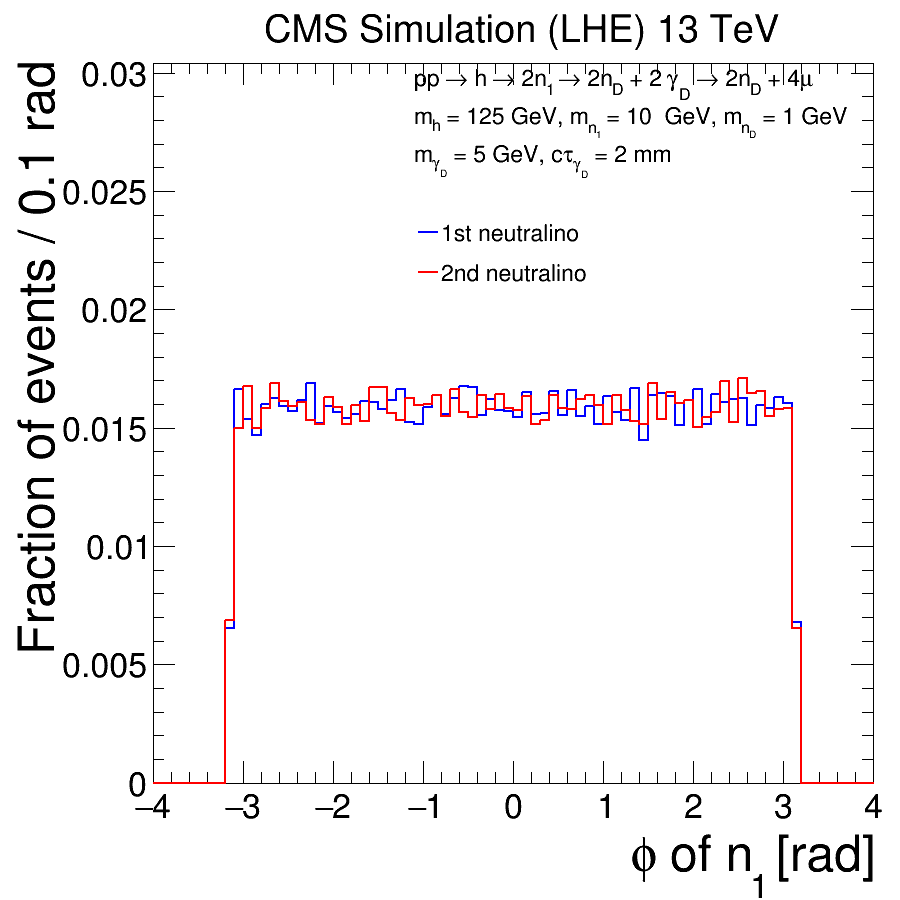 CMS Simulation (LHE) 13 TeV
pp → h → 2n1 → 2nD + 2 γD → 2nD + 4μ
mh = 125 GeV, mn1 = 10 GeV, mnD = 1 GeV
mγD = 5 GeV, cτγD = 2 mm
1st neutralino
2nd neutralino
Fraction of events / 0.1 rad
0.03
0.025
0.02
0.015
0.01
0.005
0
−4 −3 −2 −1 0 1 2 3 4
ϕ of n1 [rad]